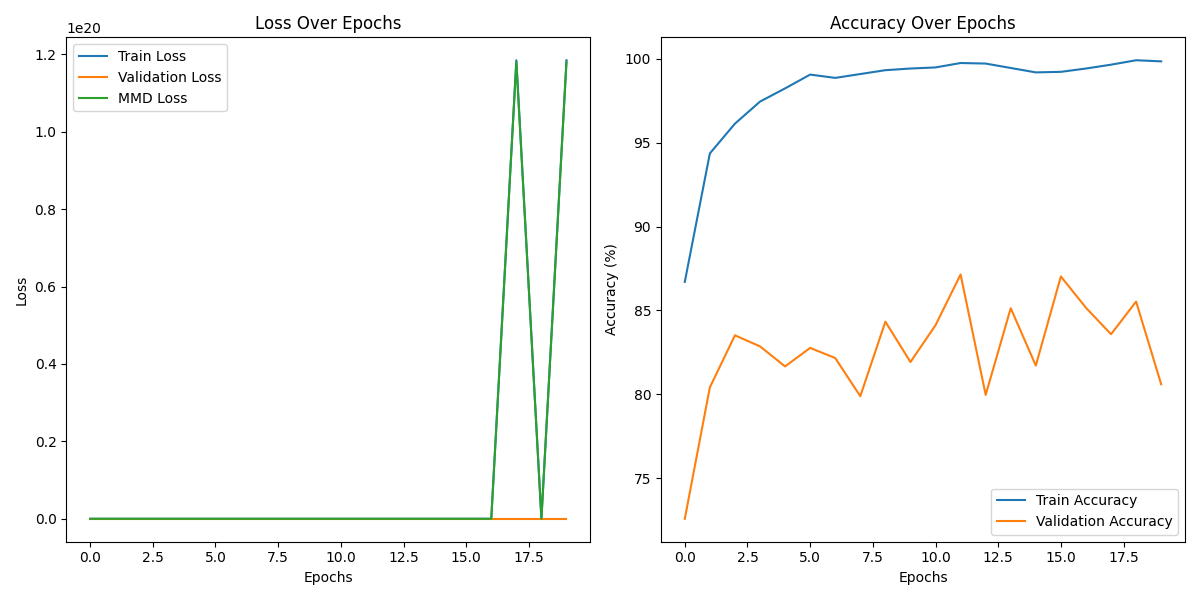 Loss Over Epochs
1e20
Train Loss
Validation Loss
MMD Loss
1.2
1.0
0.8
0.6
0.4
0.2
0.0
Loss
0.0 2.5 5.0 7.5 10.0 12.5 15.0 17.5
Epochs
Accuracy Over Epochs
100
95
90
85
80
75
Accuracy (%)
Train Accuracy
Validation Accuracy
0.0 2.5 5.0 7.5 10.0 12.5 15.0 17.5
Epochs